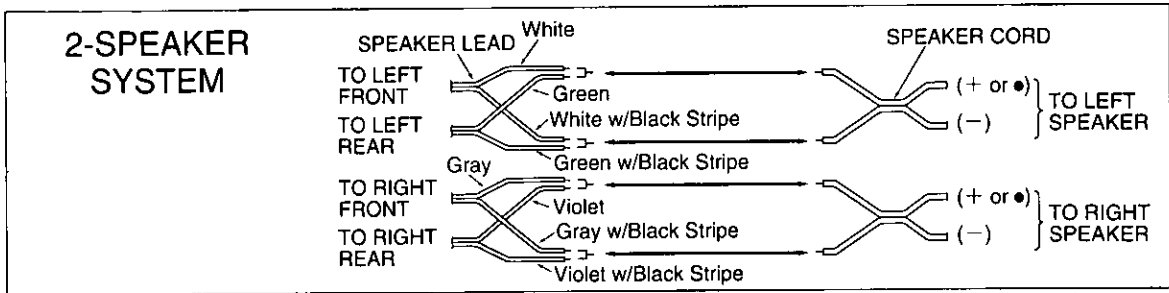 2-SPEAKER
SYSTEM
SPEAKER LEAD
White
TO LEFT
FRONT
Green
TO LEFT
REAR
White w/Black Stripe
Green w/Black Stripe
Gray
TO RIGHT
FRONT
Violet
TO RIGHT
REAR
Gray w/Black Stripe
Violet w/Black Stripe
SPEAKER CORD
(+ or ●)
(−)
TO LEFT
SPEAKER
(+ or ●)
(−)
TO RIGHT
SPEAKER